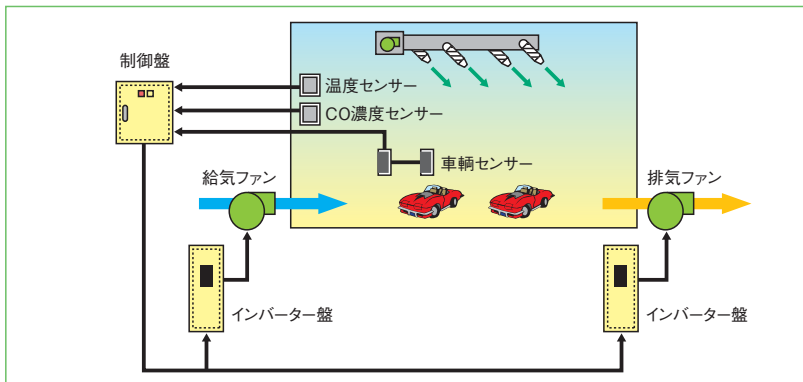 制御盤
温度センサー
CO濃度センサー
車輌センサー
給気ファン
排気ファン
インバーター盤
インバーター盤